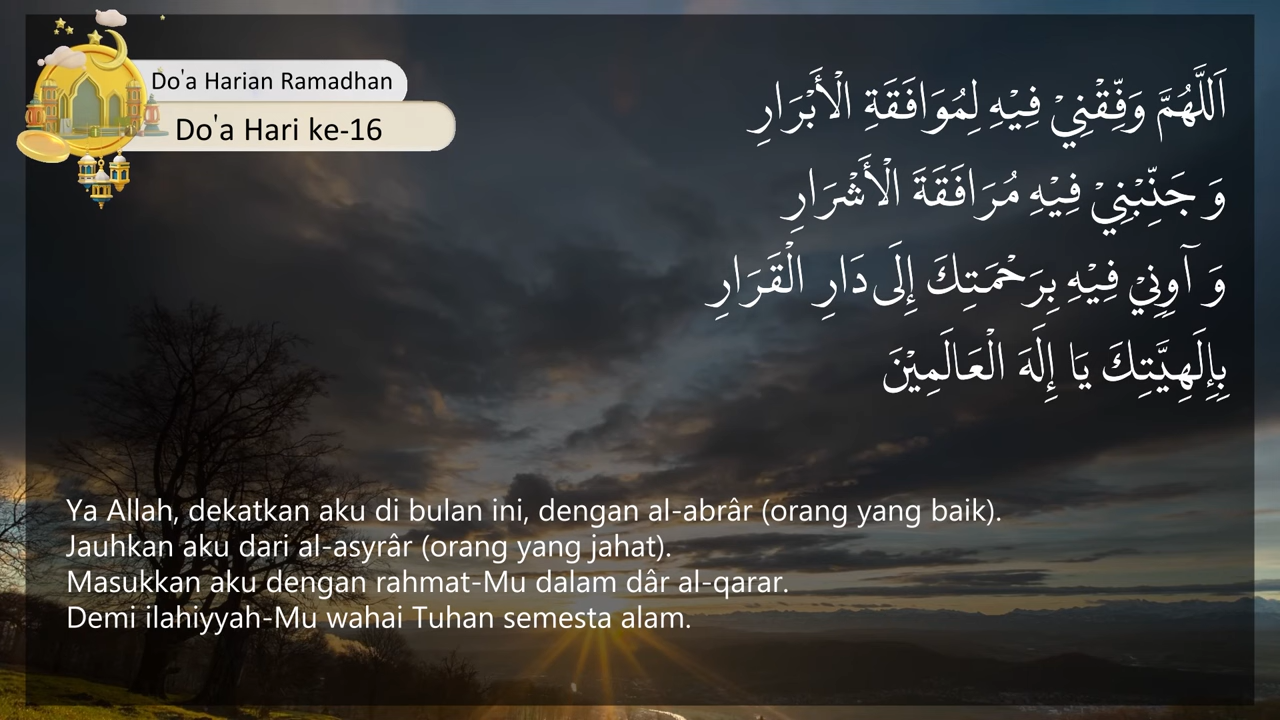 Do'a Harian Ramadhan
Do'a Hari ke-16
اَللَّهُمَّ وَفِّقْنِيْ فِيْهِ لِمُوَافَقَةِ الْأَبْرَارِ
وَ جَنِّبْنِيْ فِيْهِ مُرَافَقَةَ الْأَشْرَارِ
وَ آوِنِيْ فِيْهِ بِرَحْمَتِكَ إِلَى دَارِ الْقَرَارِ
بِإِلَهِيَّتِكَ يَا إِلَهَ الْعَالَمِيْنَ
Ya Allah, dekatkan aku di bulan ini, dengan al-abrâr (orang yang baik).
Jauhkan aku dari al-asyrâr (orang yang jahat).
Masukkan aku dengan rahmat-Mu dalam dâr al-qarar.
Demi ilahiyyah-Mu wahai Tuhan semesta alam.